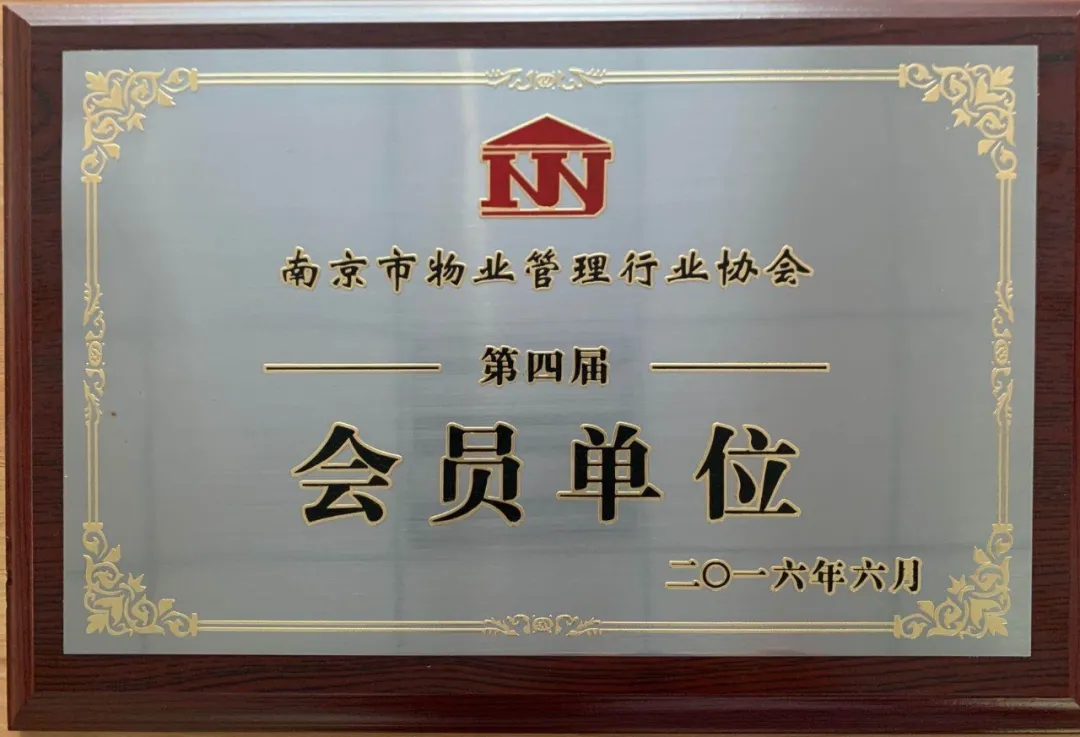 南京市物业管理行业协会
第四届
会员单位
二〇一六年六月